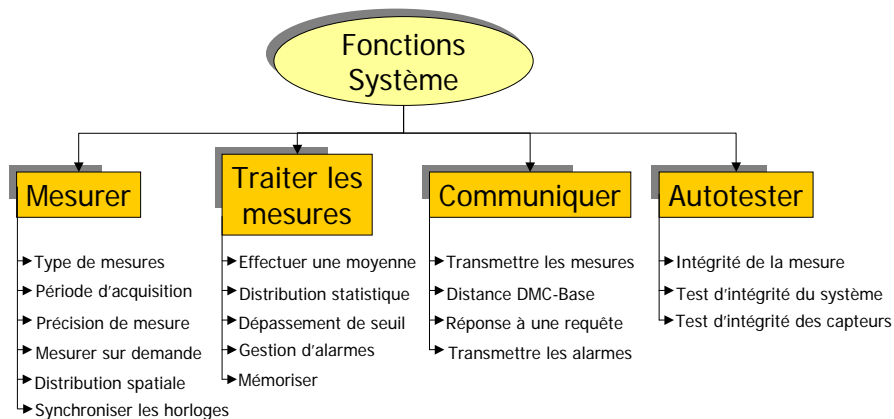 Fonctions
Système
Mesurer
Type de mesures
Période d'acquisition
Précision de mesure
Mesurer sur demande
Distribution spatiale
Synchroniser les horloges
Traiter les
mesures
Effectuer une moyenne
Distribution statistique
Dépassement de seuil
Gestion d'alarmes
Mémoriser
Communiquer
Transmettre les mesures
Distance DMC-Base
Réponse à une requête
Transmettre les alarmes
Autotester
Intégrité de la mesure
Test d'intégrité du système
Test d'intégrité des capteurs